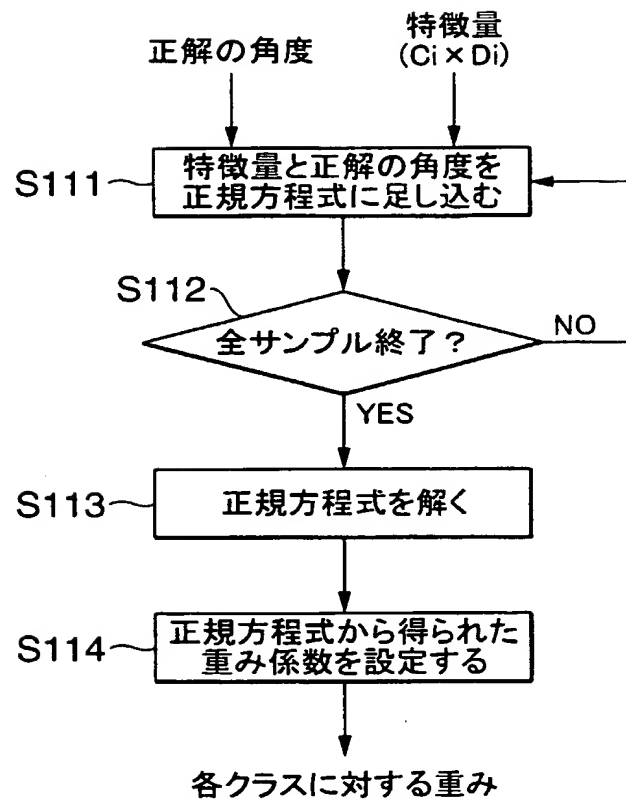 正解の角度
特徴量
(Ci×Di)
S111
特徴量と正解の角度を
正規方程式に足し込む
S112
全サンプル終了？
NO
YES
S113
正規方程式を解く
S114
正規方程式から得られた
重み係数を設定する
各クラスに対する重み